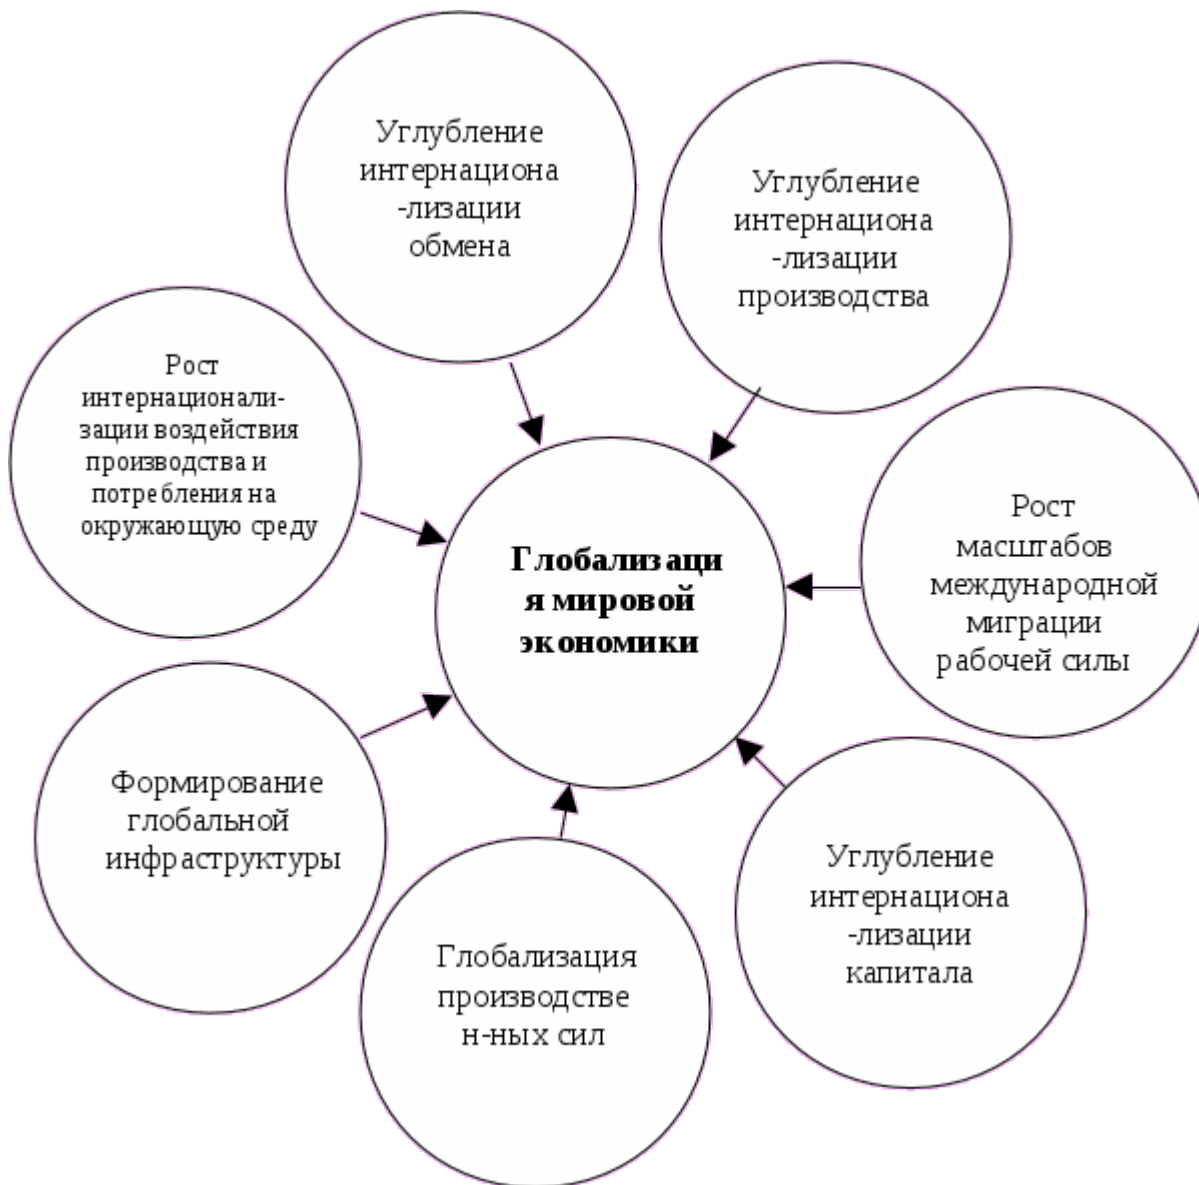 Углубление
интернациона
-лизации
обмена
Углубление
интернациона
-лизации
производства
Рост
интернационали-
зации воздействия
производства и
потребления на
окружающую среду
Рост
масштабов
международной
миграции
рабочей силы
Глобализаци
я мировой
экономики
Формирование
глобальной
инфраструктуры
Углубление
интернациона
-лизации
капитала
Глобализация
производстве
н-ных сил